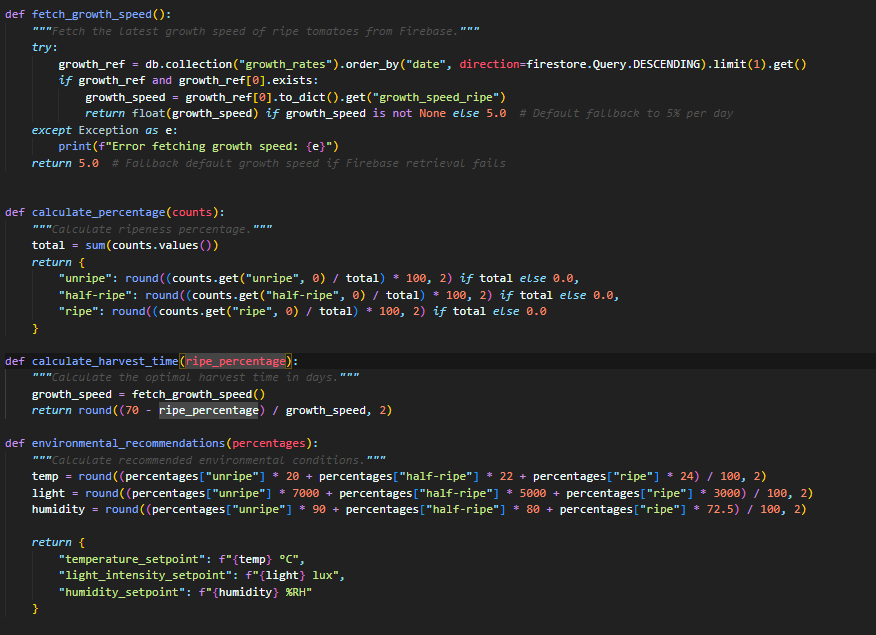 def fetch_growth_speed():
    """Fetch the latest growth speed of ripe tomatoes from Firebase."""
    try:
        growth_ref = db.collection("growth_rates").order_by("date", direction=firestore.Query.DESCENDING).limit(1).get()
        if growth_ref and growth_ref[0].exists:
            growth_speed = growth_ref[0].to_dict().get("growth_speed_ripe")
            return float(growth_speed) if growth_speed is not None else 5.0  # Default fallback to 5% per day
    except Exception as e:
        print(f"Error fetching growth speed: {e}")
    return 5.0  # Fallback default growth speed if Firebase retrieval fails

def calculate_percentage(counts):
    """Calculate ripeness percentage."""
    total = sum(counts.values())
    return {
        "unripe": round((counts.get("unripe", 0) / total) * 100, 2) if total else 0.0,
        "half-ripe": round((counts.get("half-ripe", 0) / total) * 100, 2) if total else 0.0,
        "ripe": round((counts.get("ripe", 0) / total) * 100, 2) if total else 0.0
    }

def calculate_harvest_time(ripe_percentage):
    """Calculate the optimal harvest time in days."""
    growth_speed = fetch_growth_speed()
    return round((70 - ripe_percentage) / growth_speed, 2)

def environmental_recommendations(percentages):
    """Calculate recommended environmental conditions."""
    temp = round((percentages["unripe"] * 20 + percentages["half-ripe"] * 22 + percentages["ripe"] * 24) / 100, 2)
    light = round((percentages["unripe"] * 7000 + percentages["half-ripe"] * 5000 + percentages["ripe"] * 3000) / 100, 2)
    humidity = round((percentages["unripe"] * 90 + percentages["half-ripe"] * 80 + percentages["ripe"] * 72.5) / 100, 2)

    return {
        "temperature_setpoint": f"{temp} °C",
        "light_intensity_setpoint": f"{light} lux",
        "humidity_setpoint": f"{humidity} %RH"
    }